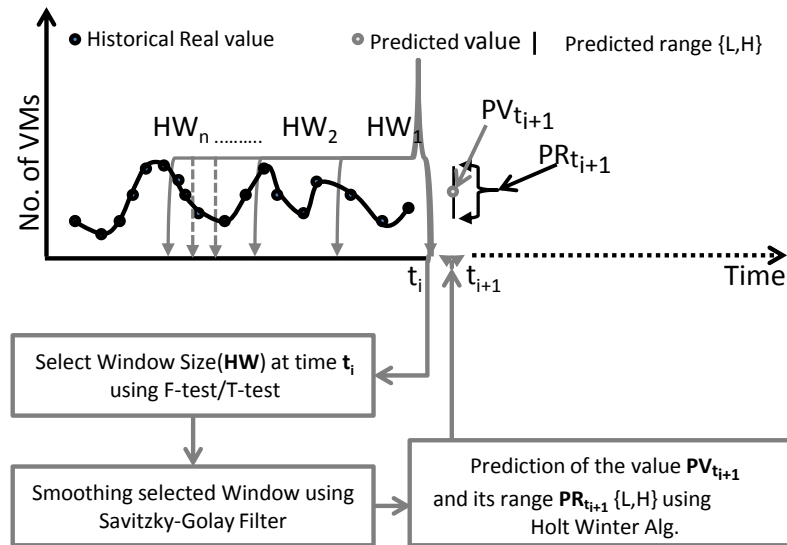 Historical Real value
Predicted value
Predicted range {L,H}
No. of VMs
HWn .......... HW2 HW1
PVti+1
PRti+1
ti
ti+1
Time
Select Window Size(HW) at time ti
using F-test/T-test
Smoothing selected Window using
Savitzky-Golay Filter
Prediction of the value PVti+1
and its range PRti+1 {L,H} using
Holt Winter Alg.